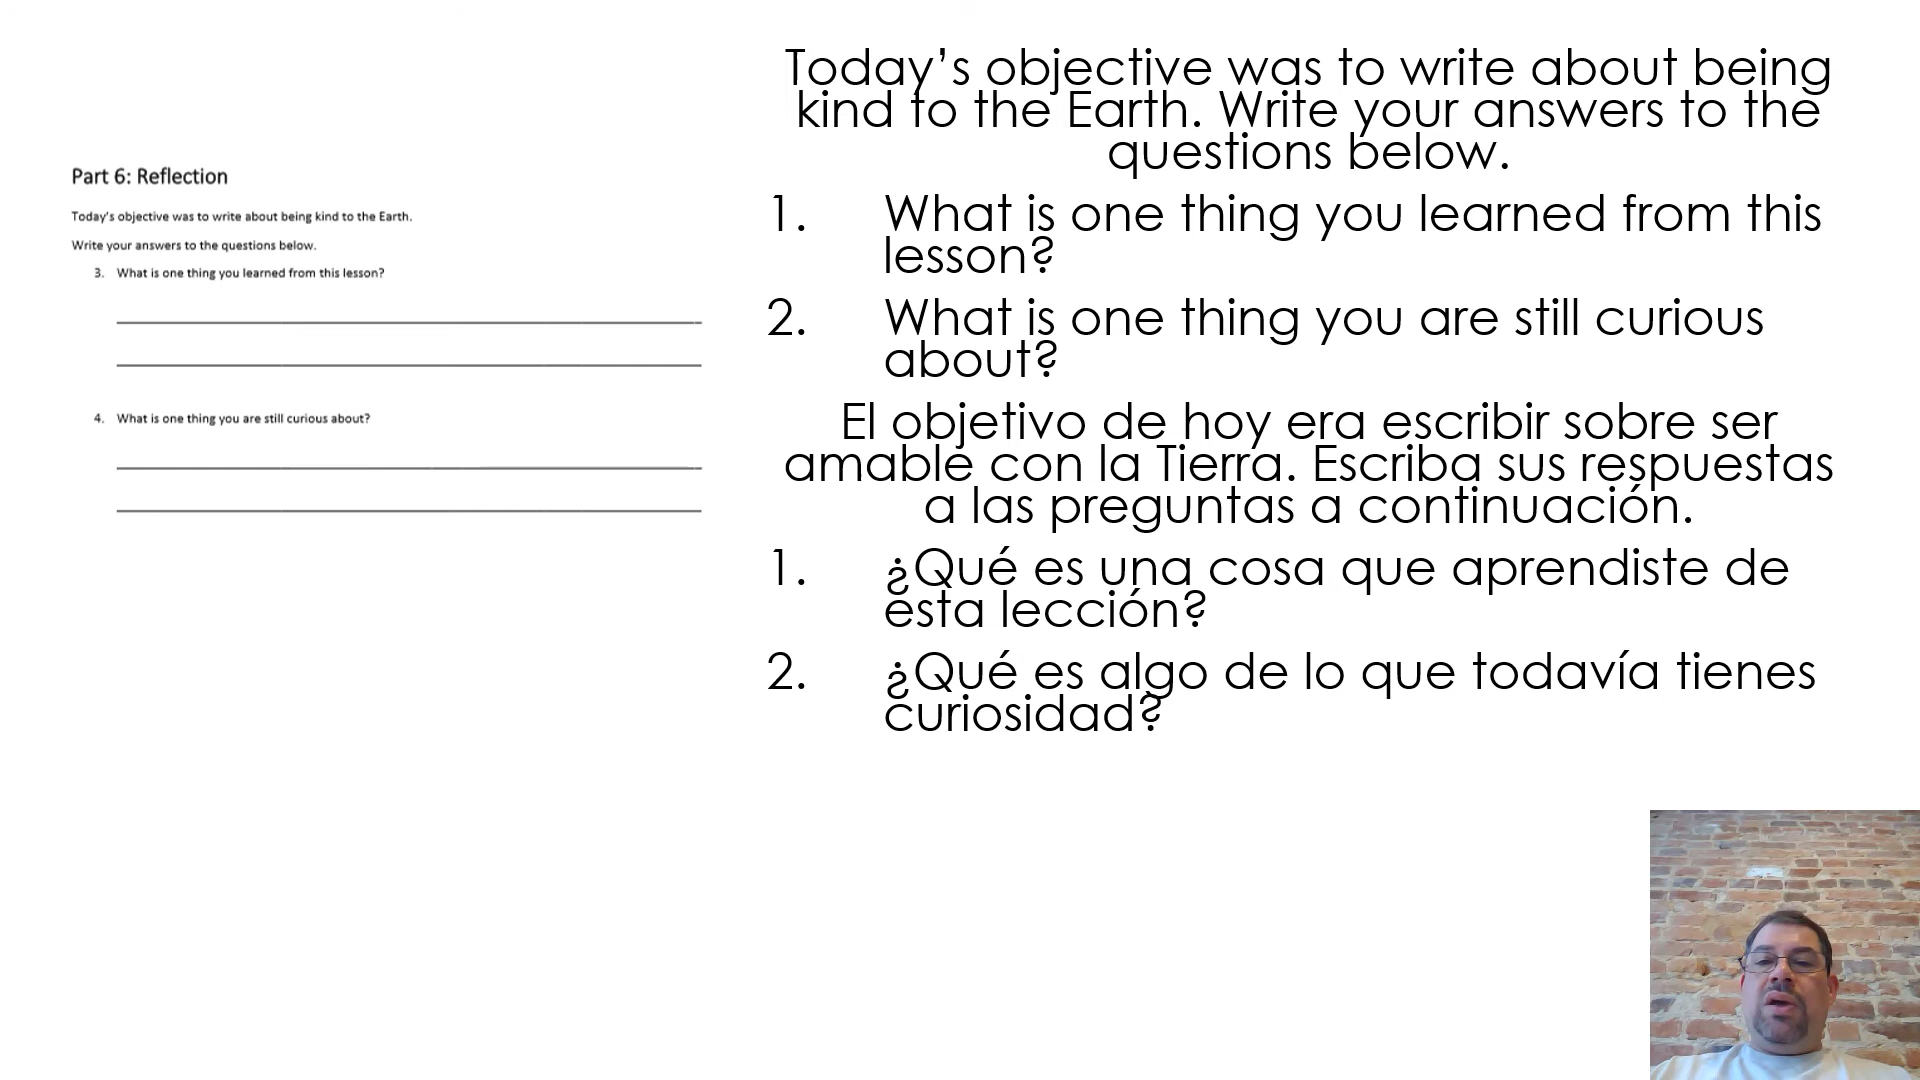 Part 6: Reflection
Today's objective was to write about being kind to the Earth.
Write your answers to the questions below.
3. What is one thing you learned from this lesson?
4. What is one thing you are still curious about?
Today’s objective was to write about being
kind to the Earth. Write your answers to the
questions below.
1. What is one thing you learned from this
lesson?
2. What is one thing you are still curious
about?
El objetivo de hoy era escribir sobre ser
amable con la Tierra. Escriba sus respuestas
a las preguntas a continuación.
1. ¿Qué es una cosa que aprendiste de
esta lección?
2. ¿Qué es algo de lo que todavía tienes
curiosidad?